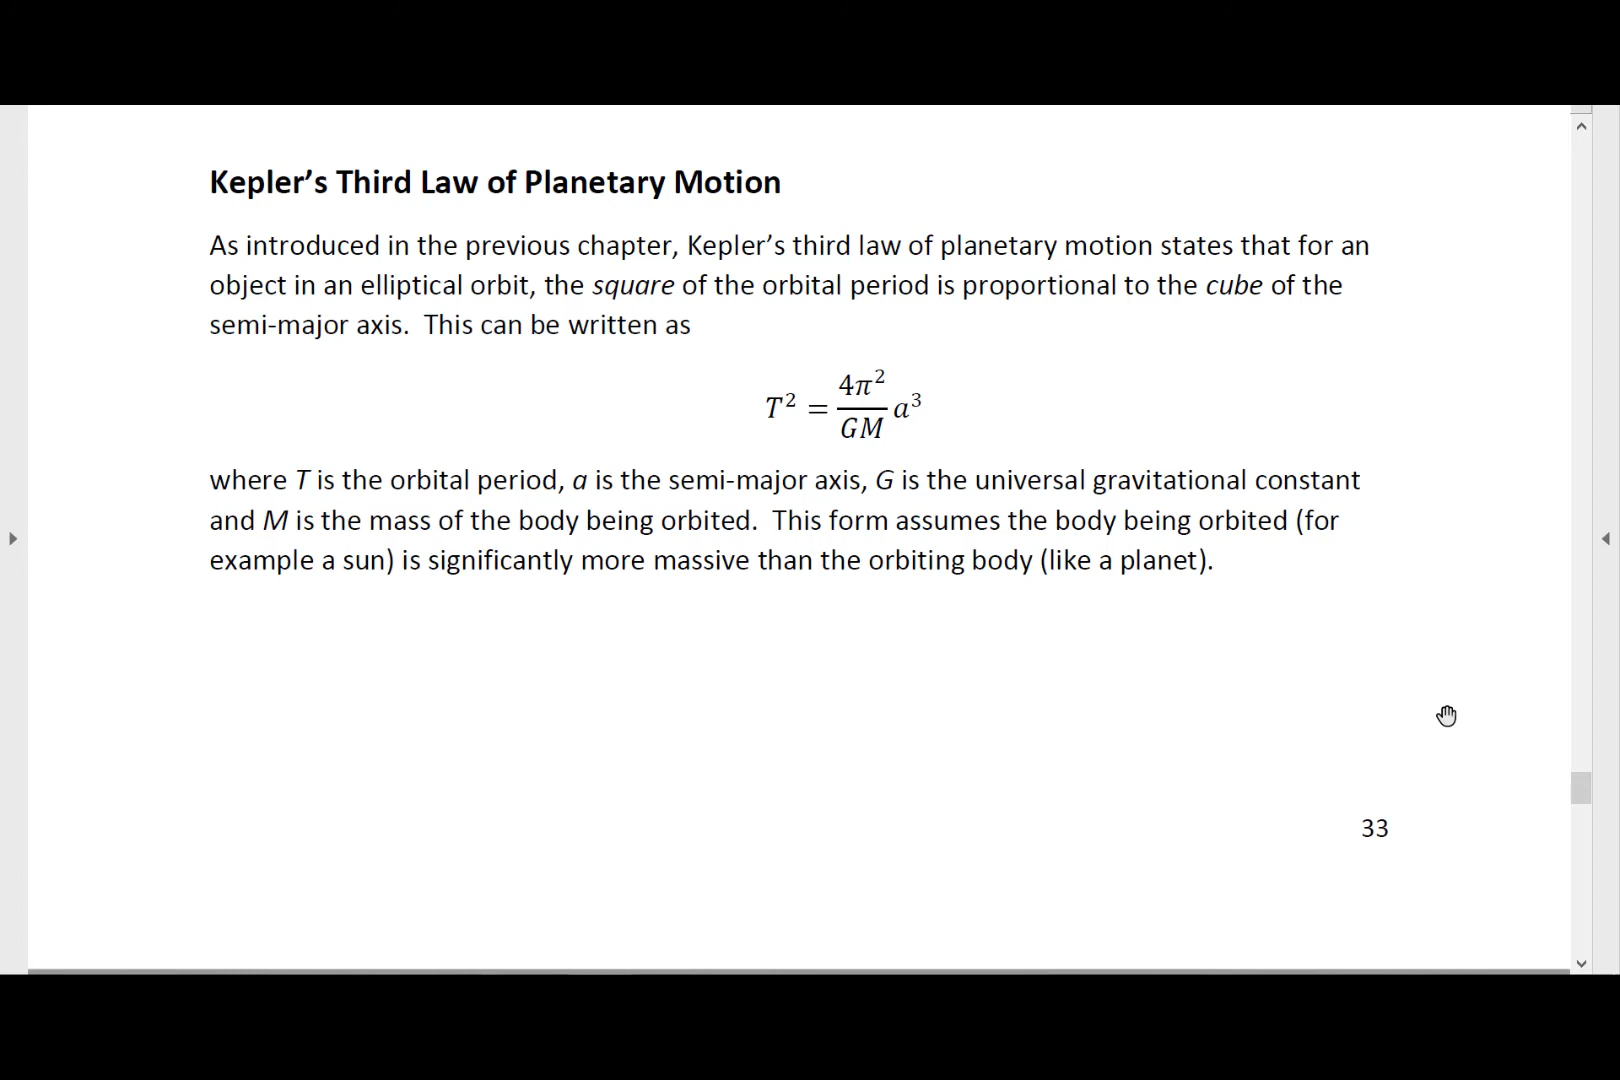 Kepler’s Third Law of Planetary Motion
As introduced in the previous chapter, Kepler’s third law of planetary motion states that for an
object in an elliptical orbit, the square of the orbital period is proportional to the cube of the
semi-major axis.  This can be written as
T² = 4π²/GM a³
where T is the orbital period, a is the semi-major axis, G is the universal gravitational constant
and M is the mass of the body being orbited.  This form assumes the body being orbited (for
example a sun) is significantly more massive than the orbiting body (like a planet).
33